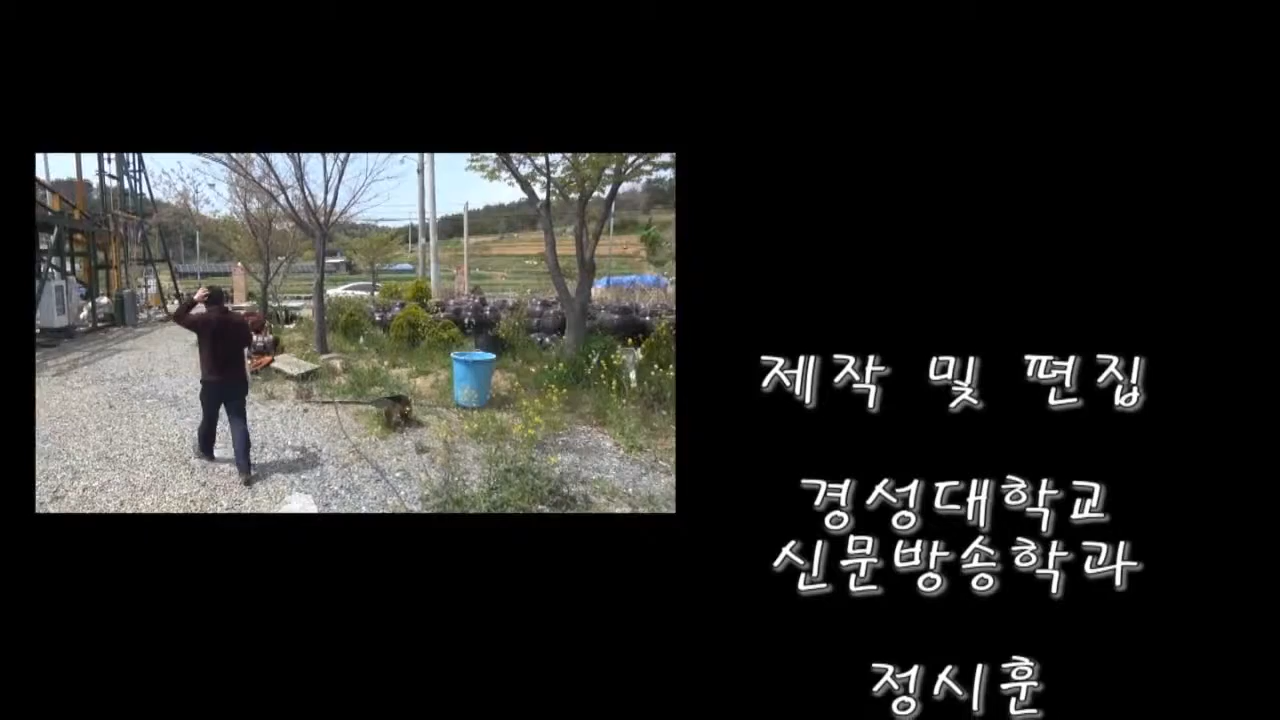 제작 및 편집
경성대학교
신문방송학과
정시훈